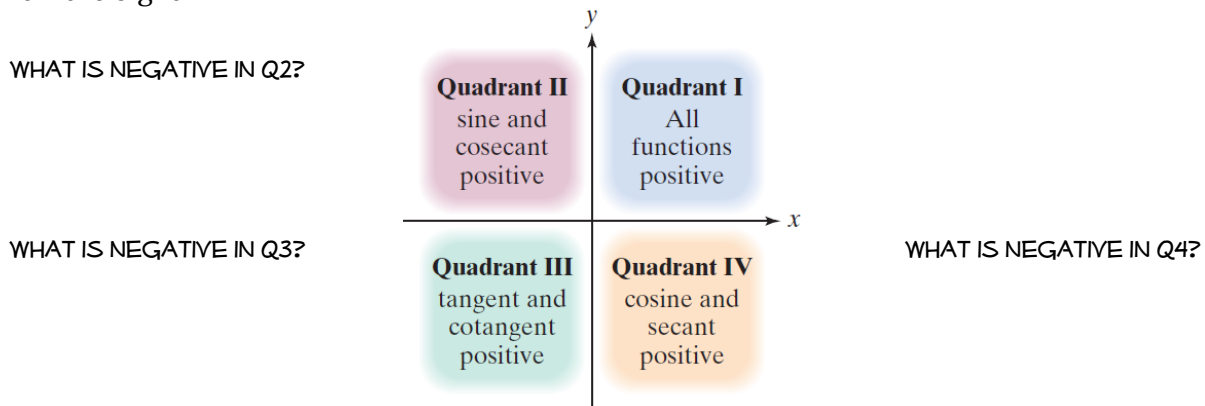 y
WHAT IS NEGATIVE IN Q2?
Quadrant II
sine and
cosecant
positive
Quadrant I
All
functions
positive
x
WHAT IS NEGATIVE IN Q3?
Quadrant III
tangent and
cotangent
positive
Quadrant IV
cosine and
secant
positive
WHAT IS NEGATIVE IN Q4?